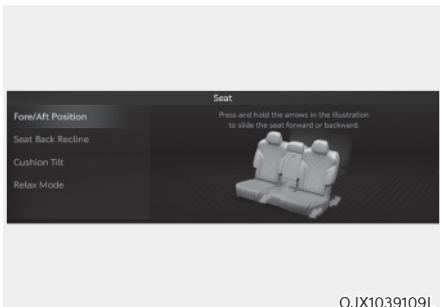 Seat
Fore/Aft Position
Press and hold the arrows in the illustration
to slide the seat forward or backward.
Seat Back Recline
Cushion Tilt
Relax Mode
OJX1039109L